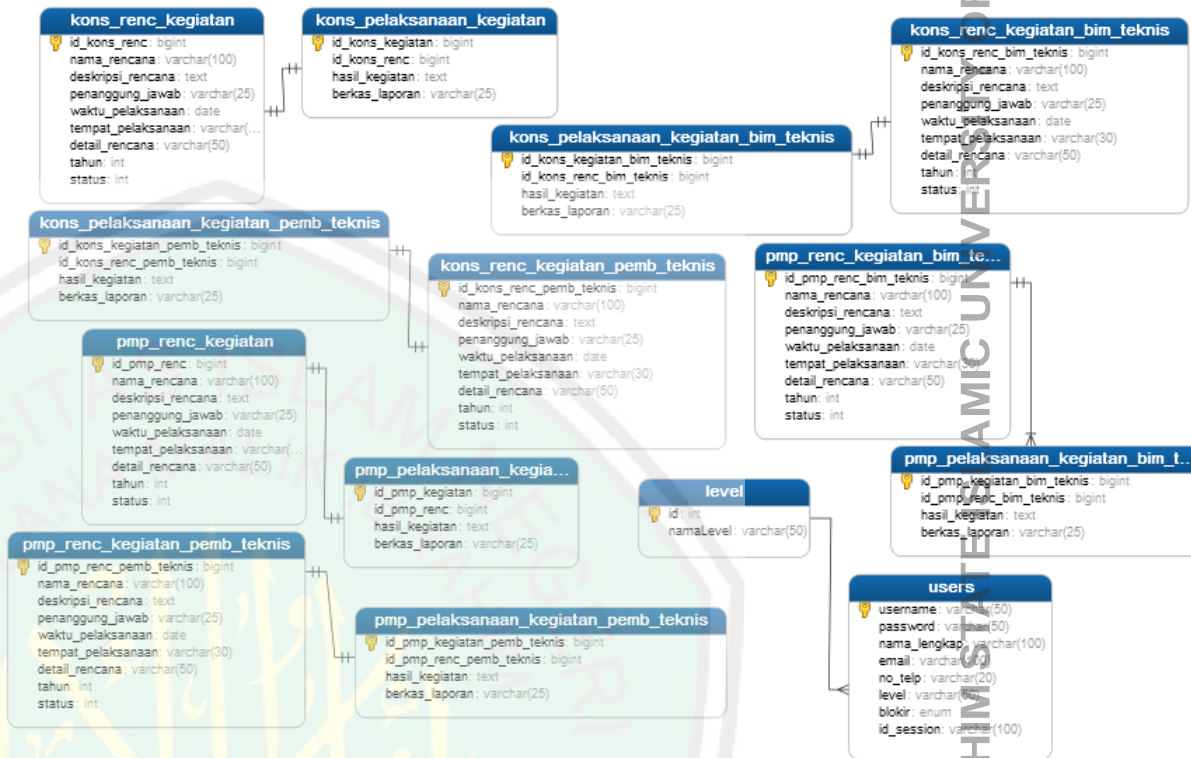 kons_renc_kegiatan
id_kons_renc: bigint
nama_rencana: varchar(100)
deskripsi_rencana: text
penanggung_jawab: varchar(25)
waktu_pelaksanaan: date
tempat_pelaksanaan: varchar(...
detail_rencana: varchar(50)
tahun: int
status: int
kons_pelaksanaan_kegiatan
id_kons_kegiatan: bigint
id_kons_renc: bigint
hasil_kegiatan: text
berkas_laporan: varchar(25)
kons_renc_kegiatan_bim_teknis
id_kons_renc_bim_teknis: bigint
nama_rencana: varchar(100)
deskripsi_rencana: text
penanggung_jawab: varchar(25)
waktu_pelaksanaan: date
tempat_pelaksanaan: varchar(30)
detail_rencana: varchar(50)
tahun: int
status: int
kons_pelaksanaan_kegiatan_bim_teknis
id_kons_kegiatan_bim_teknis: bigint
id_kons_renc_bim_teknis: bigint
hasil_kegiatan: text
berkas_laporan: varchar(25)
kons_pelaksanaan_kegiatan_pemb_teknis
id_kons_kegiatan_pemb_teknis: bigint
id_kons_renc_pemb_teknis: bigint
hasil_kegiatan: text
berkas_laporan: varchar(25)
kons_renc_kegiatan_pemb_teknis
id_kons_renc_pemb_teknis: bigint
nama_rencana: varchar(100)
deskripsi_rencana: text
penanggung_jawab: varchar(25)
waktu_pelaksanaan: date
tempat_pelaksanaan: varchar(30)
detail_rencana: varchar(50)
tahun: int
status: int
pmp_renc_kegiatan_bim_te...
id_pmp_renc_bim_teknis: bigint
nama_rencana: varchar(100)
deskripsi_rencana: text
penanggung_jawab: varchar(25)
waktu_pelaksanaan: date
tempat_pelaksanaan: varchar(30)
detail_rencana: varchar(50)
tahun: int
status: int
pmp_renc_kegiatan
id_pmp_renc: bigint
nama_rencana: varchar(100)
deskripsi_rencana: text
penanggung_jawab: varchar(25)
waktu_pelaksanaan: date
tempat_pelaksanaan: varchar(...
detail_rencana: varchar(50)
tahun: int
status: int
pmp_pelaksanaan_kegia...
id_pmp_kegiatan: bigint
id_pmp_renc: bigint
hasil_kegiatan: text
berkas_laporan: varchar(25)
level
id: int
namaLevel: varchar(50)
pmp_pelaksanaan_kegiatan_bim_t...
id_pmp_kegiatan_bim_teknis: bigint
id_pmp_renc_bim_teknis: bigint
hasil_kegiatan: text
berkas_laporan: varchar(25)
pmp_renc_kegiatan_pemb_teknis
id_pmp_renc_pemb_teknis: bigint
nama_rencana: varchar(100)
deskripsi_rencana: text
penanggung_jawab: varchar(25)
waktu_pelaksanaan: date
tempat_pelaksanaan: varchar(30)
detail_rencana: varchar(50)
tahun: int
status: int
pmp_pelaksanaan_kegiatan_pemb_teknis
id_pmp_kegiatan_pemb_teknis: bigint
id_pmp_renc_pemb_teknis: bigint
hasil_kegiatan: text
berkas_laporan: varchar(25)
users
username: varchar(50)
password: varchar(50)
nama_lengkap: varchar(100)
email: varchar(100)
no_telp: varchar(20)
level: varchar(50)
blokir: enum
id_session: varchar(100)
HIM STATE ISLAMIC UNIVERSITY